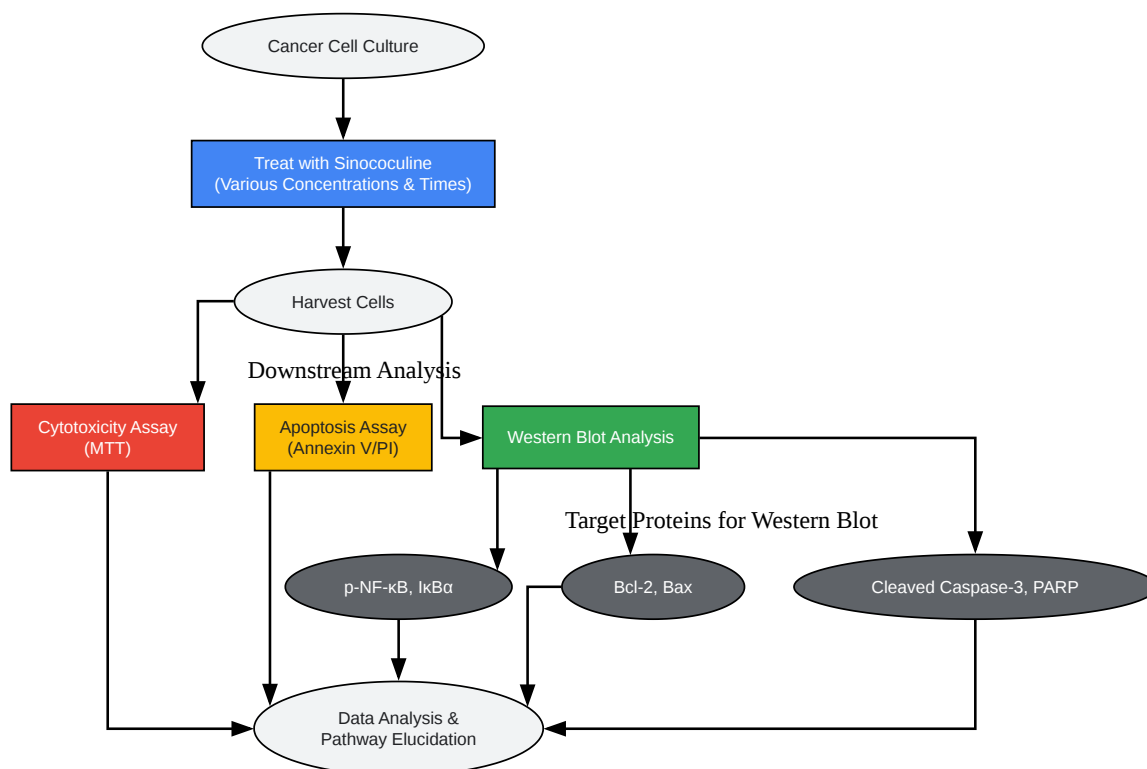 Cancer Cell Culture
Treat with Sinococuline
(Various Concentrations & Times)
Harvest Cells
Downstream Analysis
Cytotoxicity Assay
(MTT)
Apoptosis Assay
(Annexin V/PI)
Western Blot Analysis
Target Proteins for Western Blot
p-NF-κB, IκBα
Bcl-2, Bax
Cleaved Caspase-3, PARP
Data Analysis &
Pathway Elucidation